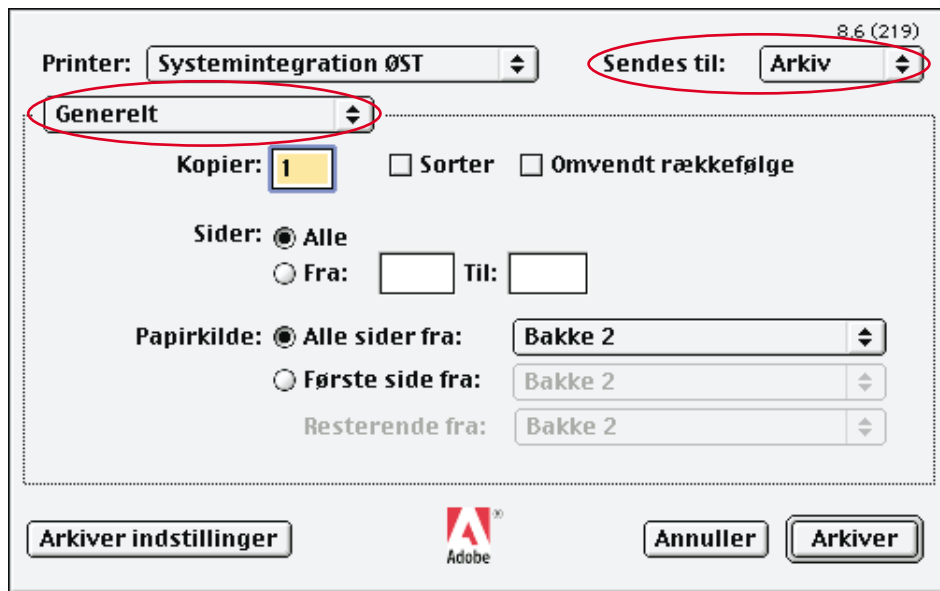 8.6 (219)
Printer: Systemintegration ØST Sendes til: Arkiv
Generelt
Kopier: 1 Sorter Omvendt rækkefølge
Sider: Alle
Fra: Til:
Papirkilde: Alle sider fra: Bakke 2
Første side fra: Bakke 2
Resterende fra: Bakke 2
Arkiver indstillinger Adobe® Annuller Arkiver